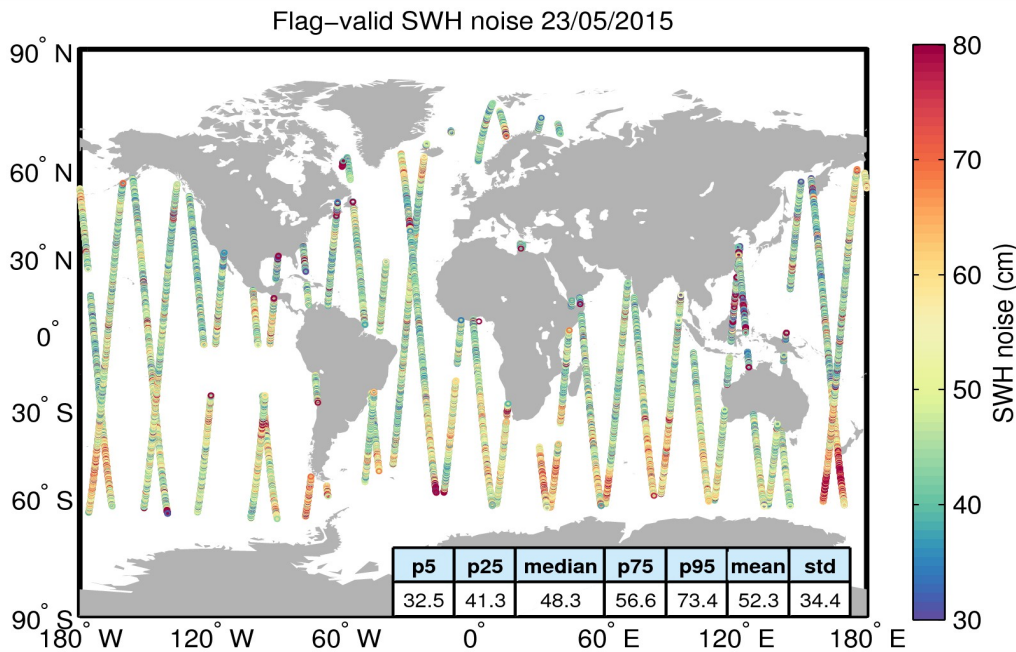 Flag−valid SWH noise 23/05/2015
90° N
60° N
30° N
0°
30° S
60° S
90° S
180° W 120° W 60° W 0° 60° E 120° E 180° E
p5 p25 median p75 p95 mean std
32.5 41.3 48.3 56.6 73.4 52.3 34.4
80
70
60
50
40
30
SWH noise (cm)